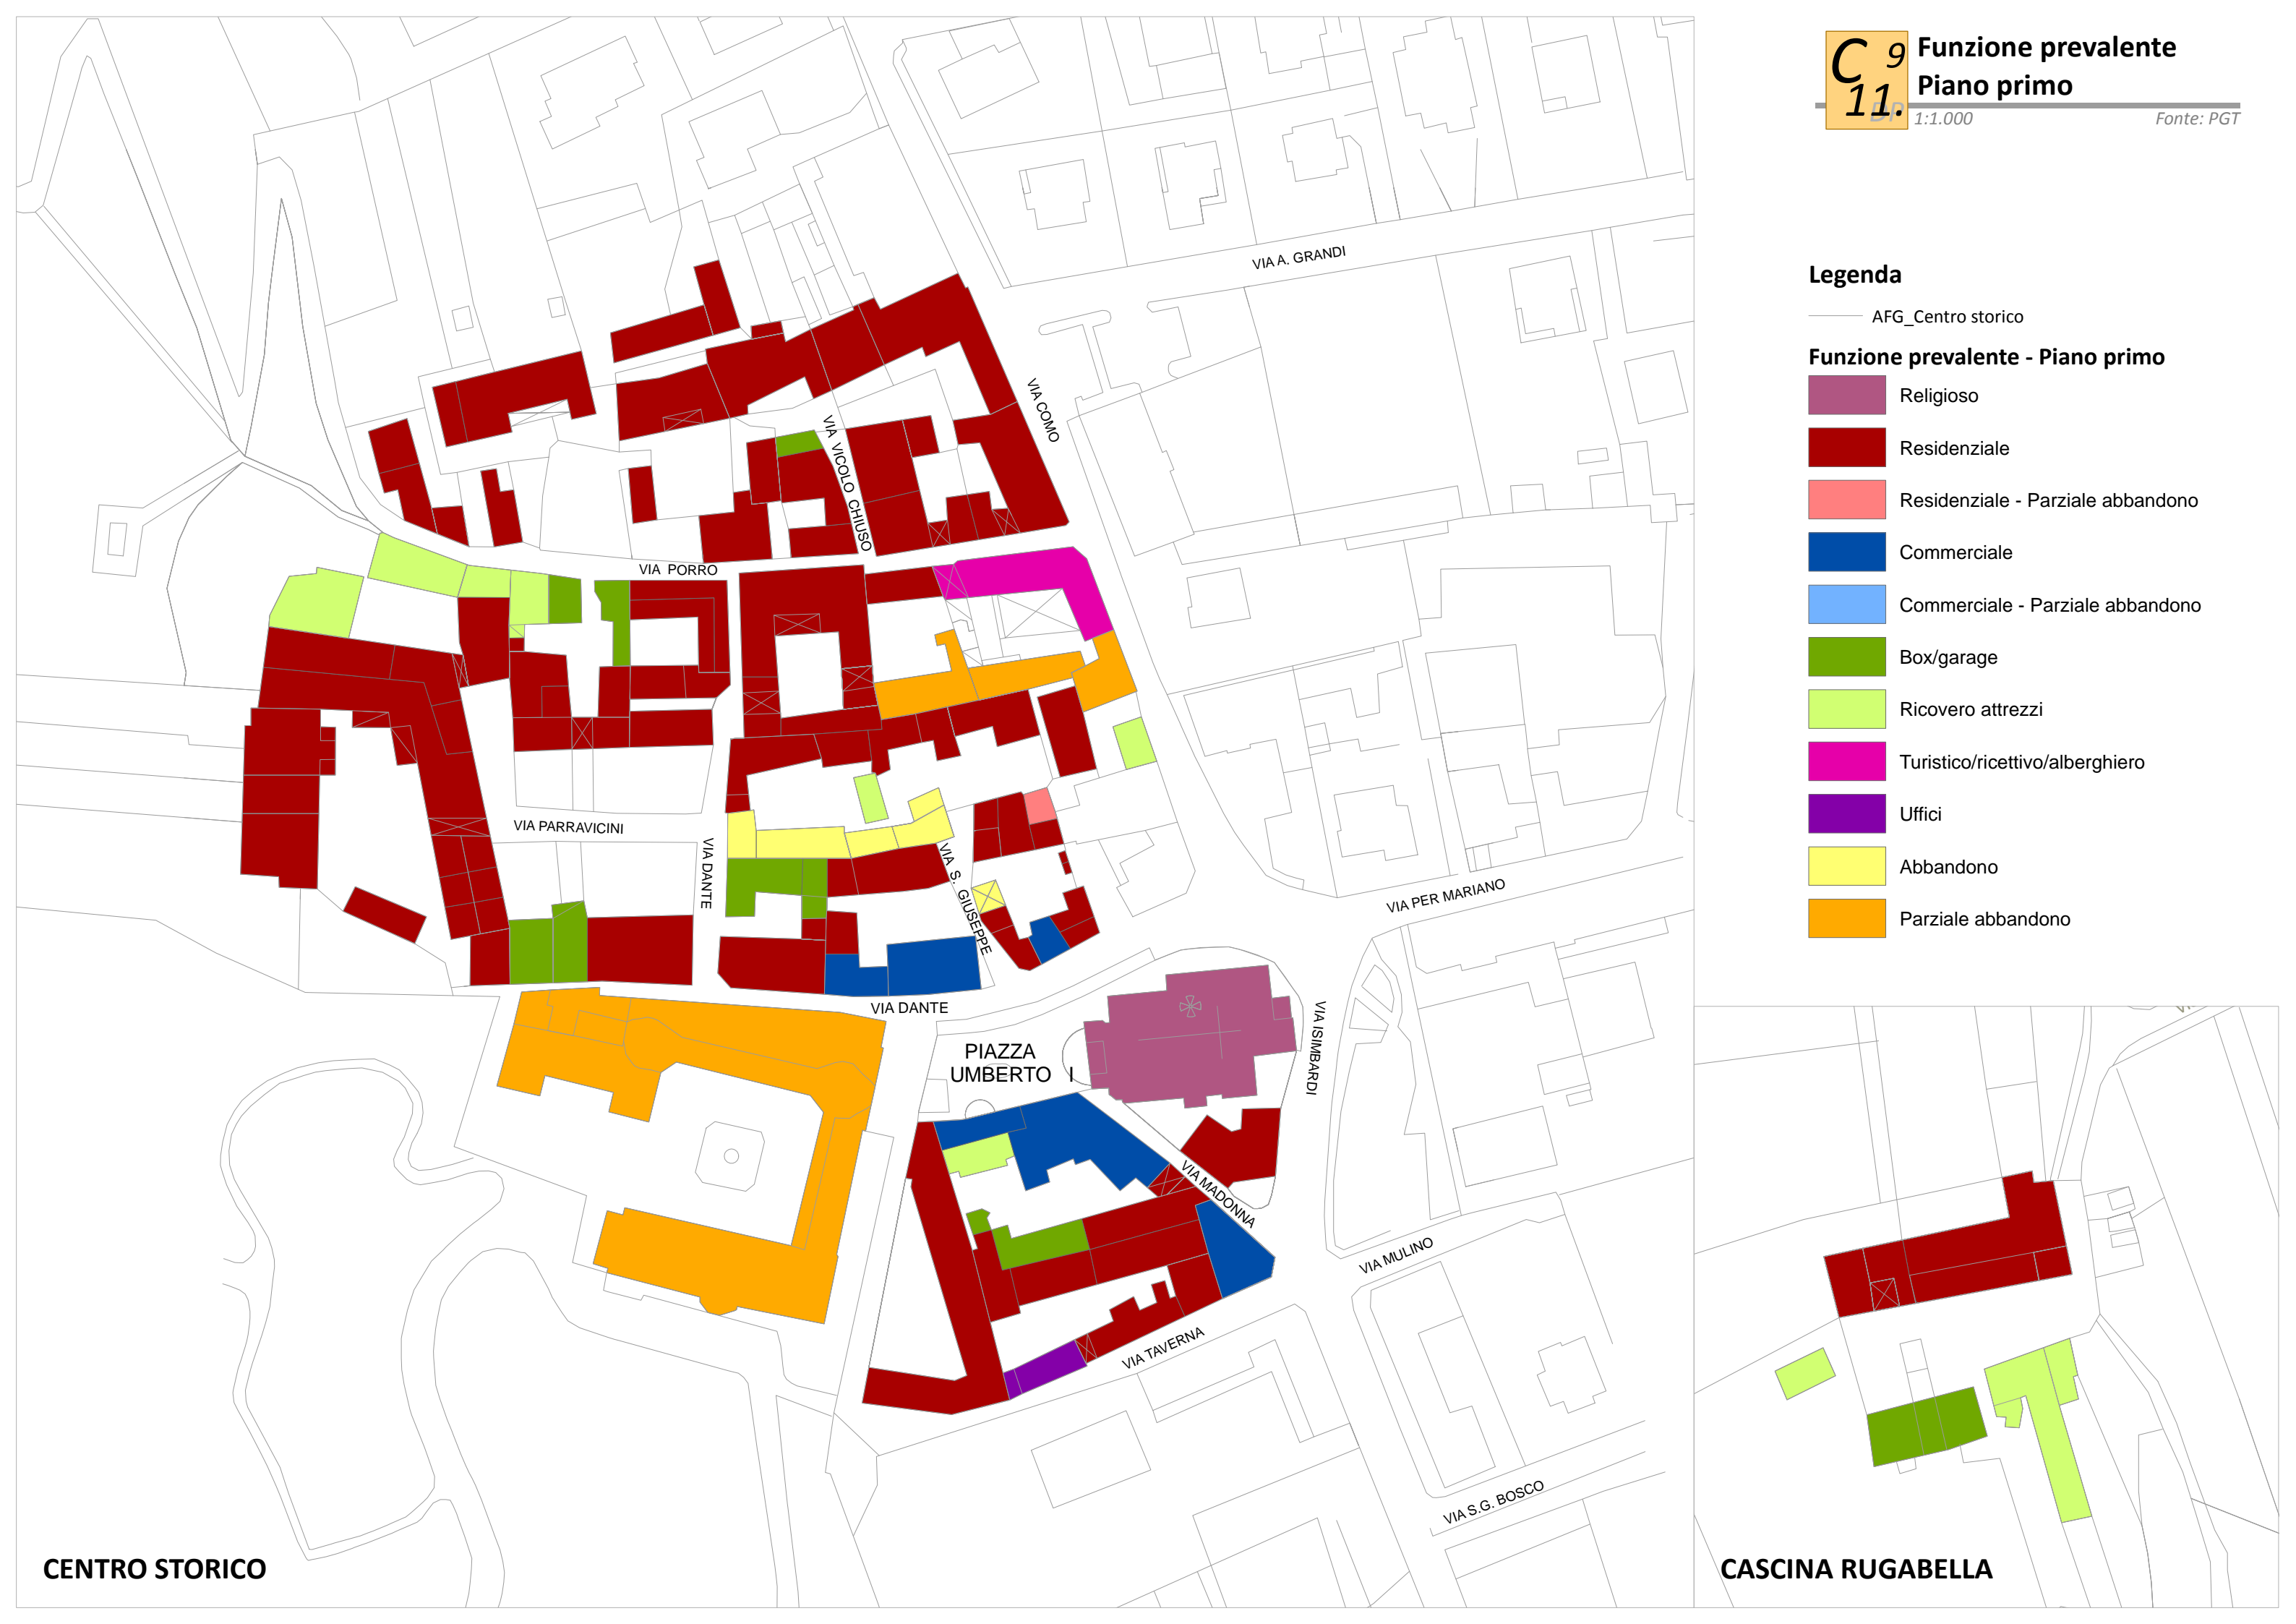 C 9
11.
DP
Funzione prevalente
Piano primo
1:1.000
Fonte: PGT
Legenda
AFG_Centro storico
Funzione prevalente - Piano primo
Religioso
Residenziale
Residenziale - Parziale abbandono
Commerciale
Commerciale - Parziale abbandono
Box/garage
Ricovero attrezzi
Turistico/ricettivo/alberghiero
Uffici
Abbandono
Parziale abbandono
VIA A. GRANDI
VIA COMO
VIA VICOLO CHIUSO
VIA PORRO
VIA PARRAVICINI
VIA DANTE
VIA S. GIUSEPPE
VIA PER MARIANO
VIA DANTE
PIAZZA
UMBERTO I
VIA ISIMBARDI
VIA MADONNA
VIA MULINO
VIA TAVERNA
VIA S.G. BOSCO
CENTRO STORICO
CASCINA RUGABELLA